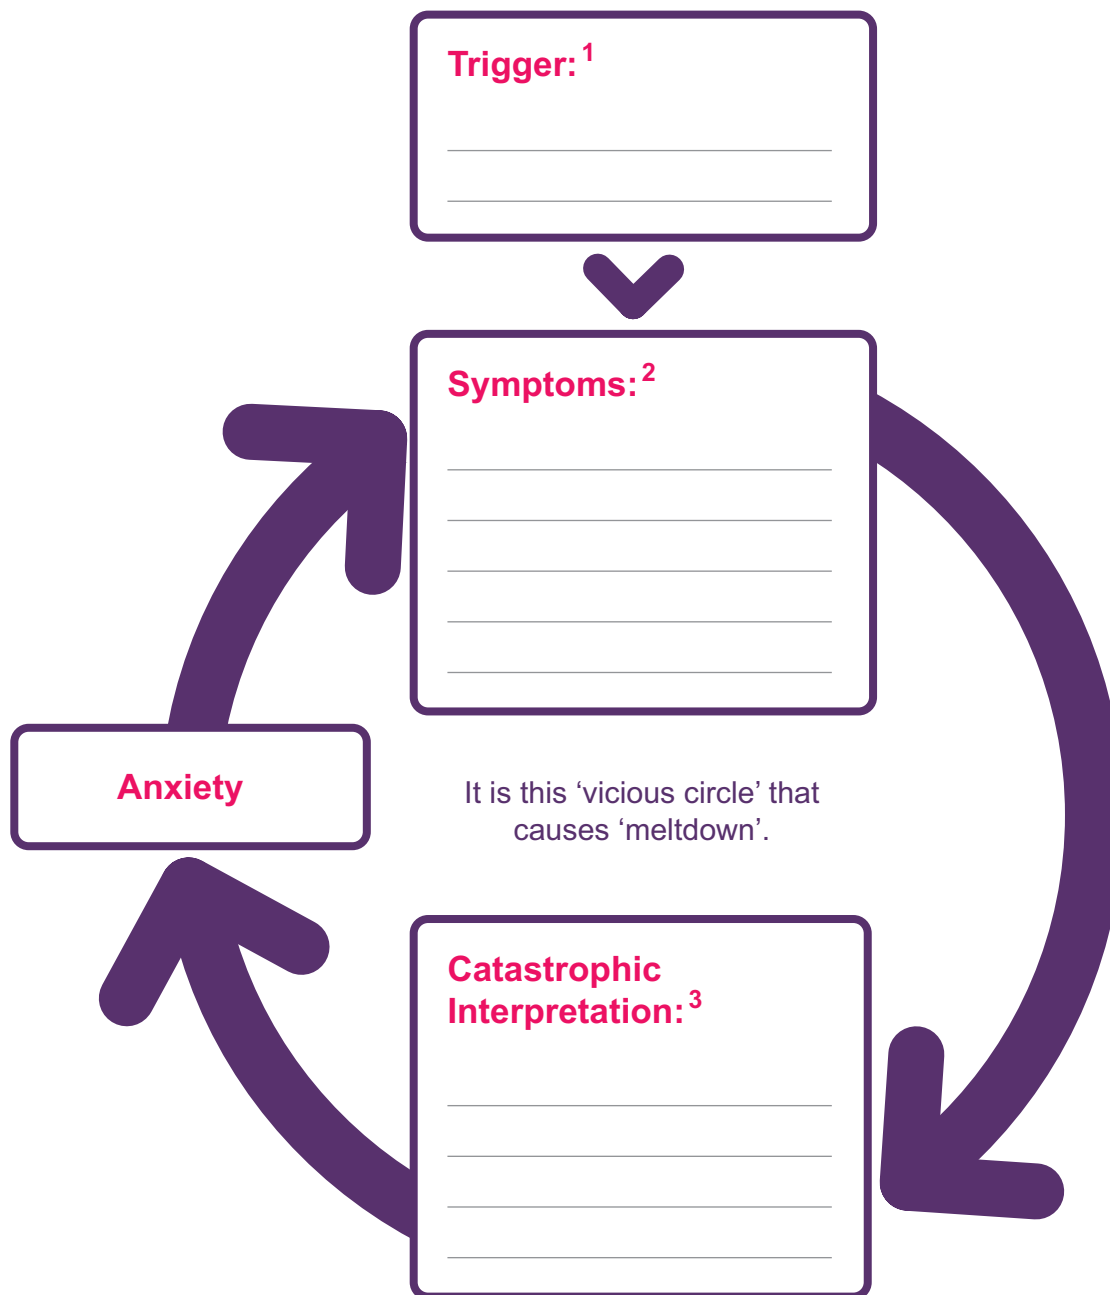 Trigger: 1
Symptoms: 2
Anxiety
It is this ‘vicious circle’ that
causes ‘meltdown’.
Catastrophic
Interpretation: 3